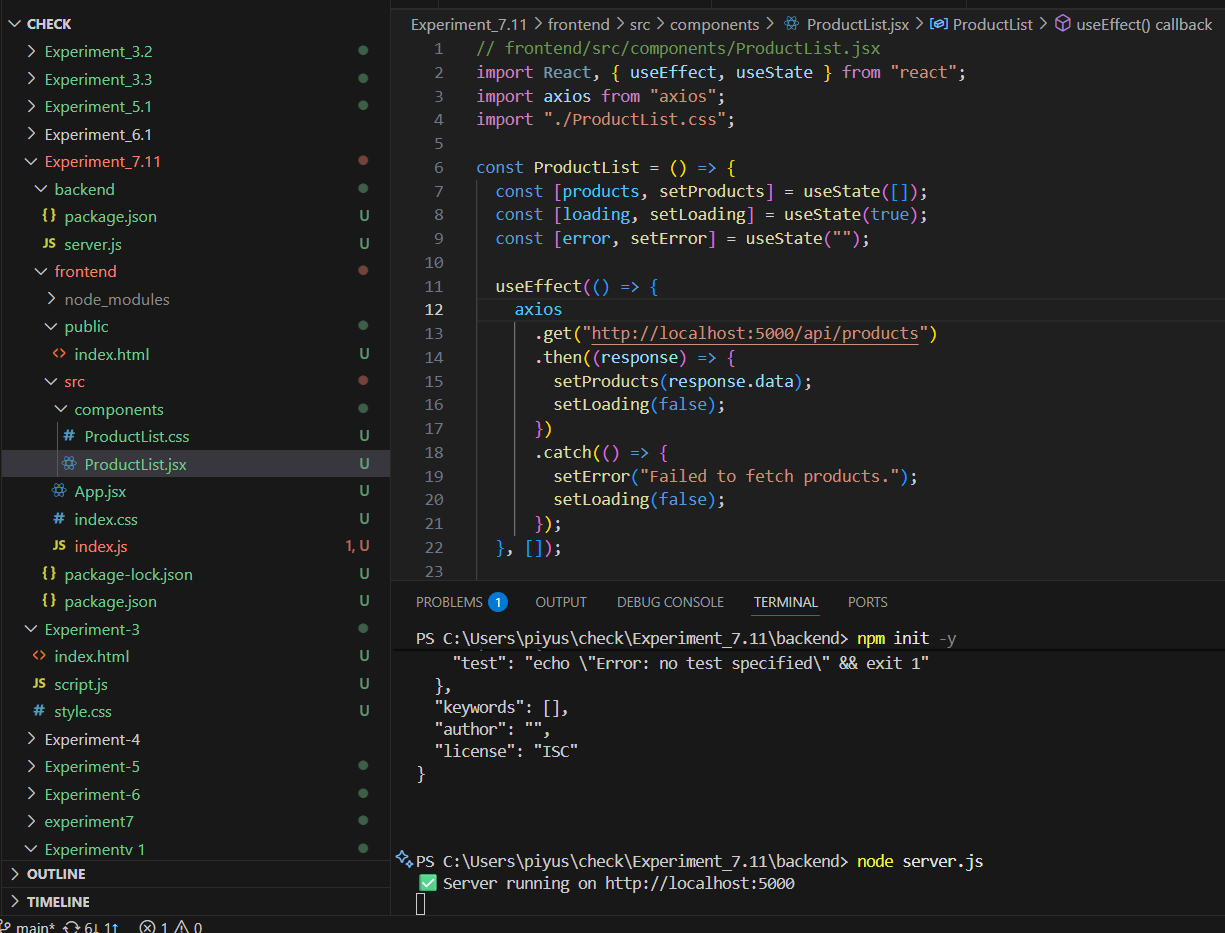 CHECK
Experiment_3.2
Experiment_3.3
Experiment_5.1
Experiment_6.1
Experiment_7.11
backend
{} package.json U
JS server.js U
frontend
node_modules
public
<> index.html U
src
components
# ProductList.css U
ProductList.jsx U
App.jsx U
# index.css U
JS index.js 1, U
{} package-lock.json U
{} package.json U
Experiment-3
<> index.html U
JS script.js U
# style.css U
Experiment-4
Experiment-5
Experiment-6
experiment7
Experimentv 1
OUTLINE
TIMELINE
main* 6↓ 1↑ 1 0
Experiment_7.11 > frontend > src > components > ProductList.jsx > ProductList > useEffect() callback
1 // frontend/src/components/ProductList.jsx
2 import React, { useEffect, useState } from "react";
3 import axios from "axios";
4 import "./ProductList.css";
5
6 const ProductList = () => {
7 const [products, setProducts] = useState([]);
8 const [loading, setLoading] = useState(true);
9 const [error, setError] = useState("");
10
11 useEffect(() => {
12 axios
13 .get("http://localhost:5000/api/products")
14 .then((response) => {
15 setProducts(response.data);
16 setLoading(false);
17 })
18 .catch(() => {
19 setError("Failed to fetch products.");
20 setLoading(false);
21 });
22 }, []);
23
PROBLEMS 1 OUTPUT DEBUG CONSOLE TERMINAL PORTS
PS C:\Users\piyus\check\Experiment_7.11\backend> npm init -y
"test": "echo \"Error: no test specified\" && exit 1"
},
"keywords": [],
"author": "",
"license": "ISC"
}
PS C:\Users\piyus\check\Experiment_7.11\backend> node server.js
✅ Server running on http://localhost:5000